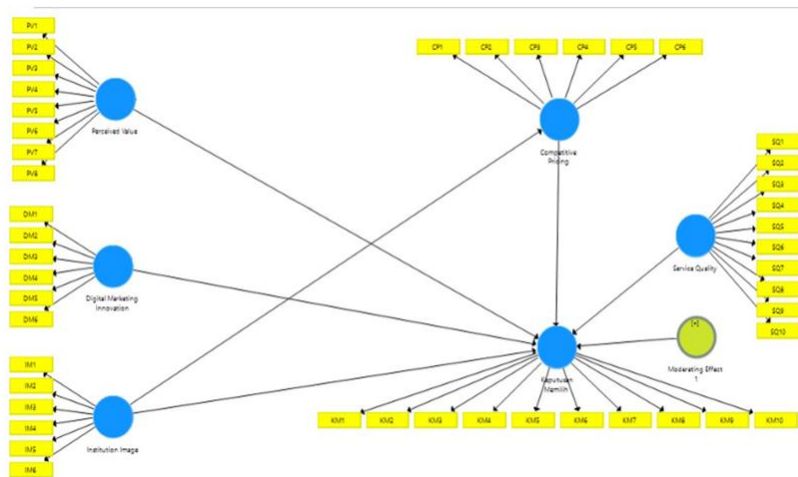 PV1
PV2
PV3
PV4
PV5
PV6
PV7
PV8
Perceived Value
CP1
CP2
CP3
CP4
CP5
CP6
Competitive
Pricing
SQ1
SQ2
SQ3
SQ4
SQ5
SQ6
SQ7
SQ8
SQ9
SQ10
Service Quality
DM1
DM2
DM3
DM4
DM5
DM6
Digital Marketing
Innovation
[+]
Moderating Effect
1
Keputusan
Memilih
IM1
IM2
IM3
IM4
IM5
IM6
Institution Image
KM1
KM2
KM3
KM4
KM5
KM6
KM7
KM8
KM9
KM10